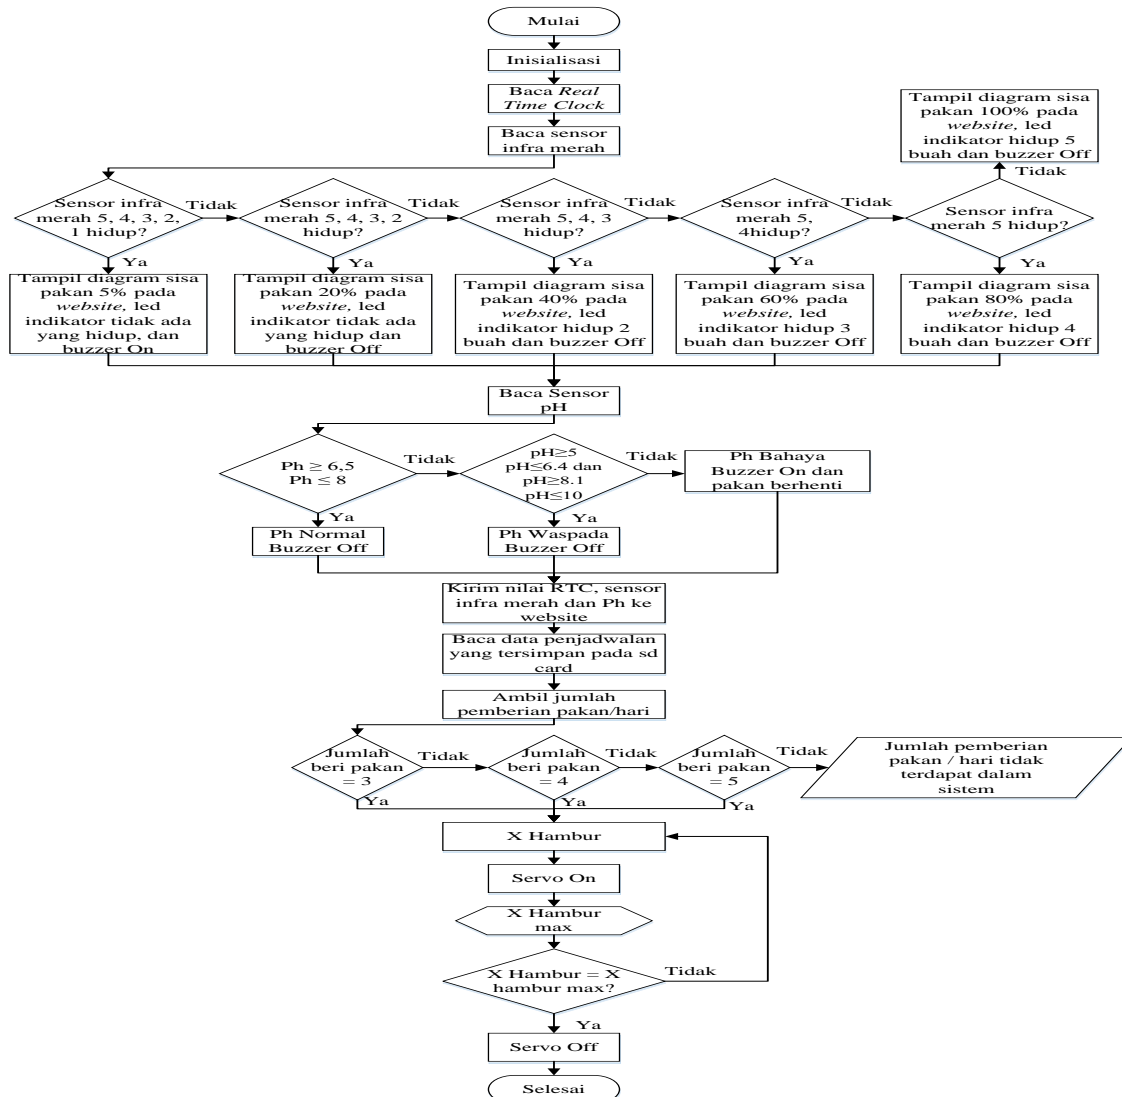 Mulai
Inisialisasi
Baca Real
Time Clock
Baca sensor
infra merah
Tampil diagram sisa
pakan 100% pada
website, led
indikator hidup 5
buah dan buzzer Off
Tidak
Sensor infra
merah 5, 4, 3, 2,
1 hidup?
Tidak
Sensor infra
merah 5, 4, 3, 2
hidup?
Tidak
Sensor infra
merah 5, 4, 3
hidup?
Tidak
Sensor infra
merah 5,
4hidup?
Tidak
Sensor infra
merah 5 hidup?
Ya
Ya
Ya
Ya
Ya
Tampil diagram sisa
pakan 5% pada
website, led
indikator tidak ada
yang hidup, dan
buzzer On
Tampil diagram sisa
pakan 20% pada
website, led
indikator tidak ada
yang hidup dan
buzzer Off
Tampil diagram sisa
pakan 40% pada
website, led
indikator hidup 2
buah dan buzzer Off
Tampil diagram sisa
pakan 60% pada
website, led
indikator hidup 3
buah dan buzzer Off
Tampil diagram sisa
pakan 80% pada
website, led
indikator hidup 4
buah dan buzzer Off
Baca Sensor
pH
Ph ≥ 6,5
Ph ≤ 8
Tidak
pH≥5
pH≤6.4 dan
pH≥8.1
pH≤10
Tidak
Ph Bahaya
Buzzer On dan
pakan berhenti
Ya
Ya
Ph Normal
Buzzer Off
Ph Waspada
Buzzer Off
Kirim nilai RTC, sensor
infra merah dan Ph ke
website
Baca data penjadwalan
yang tersimpan pada sd
card
Ambil jumlah
pemberian pakan/hari
Jumlah
beri pakan
= 3
Tidak
Jumlah
beri pakan
= 4
Tidak
Jumlah
beri pakan
= 5
Tidak
Jumlah pemberian
pakan / hari tidak
terdapat dalam
sistem
Ya
Ya
Ya
X Hambur
Servo On
X Hambur
max
X Hambur = X
hambur max?
Tidak
Ya
Servo Off
Selesai